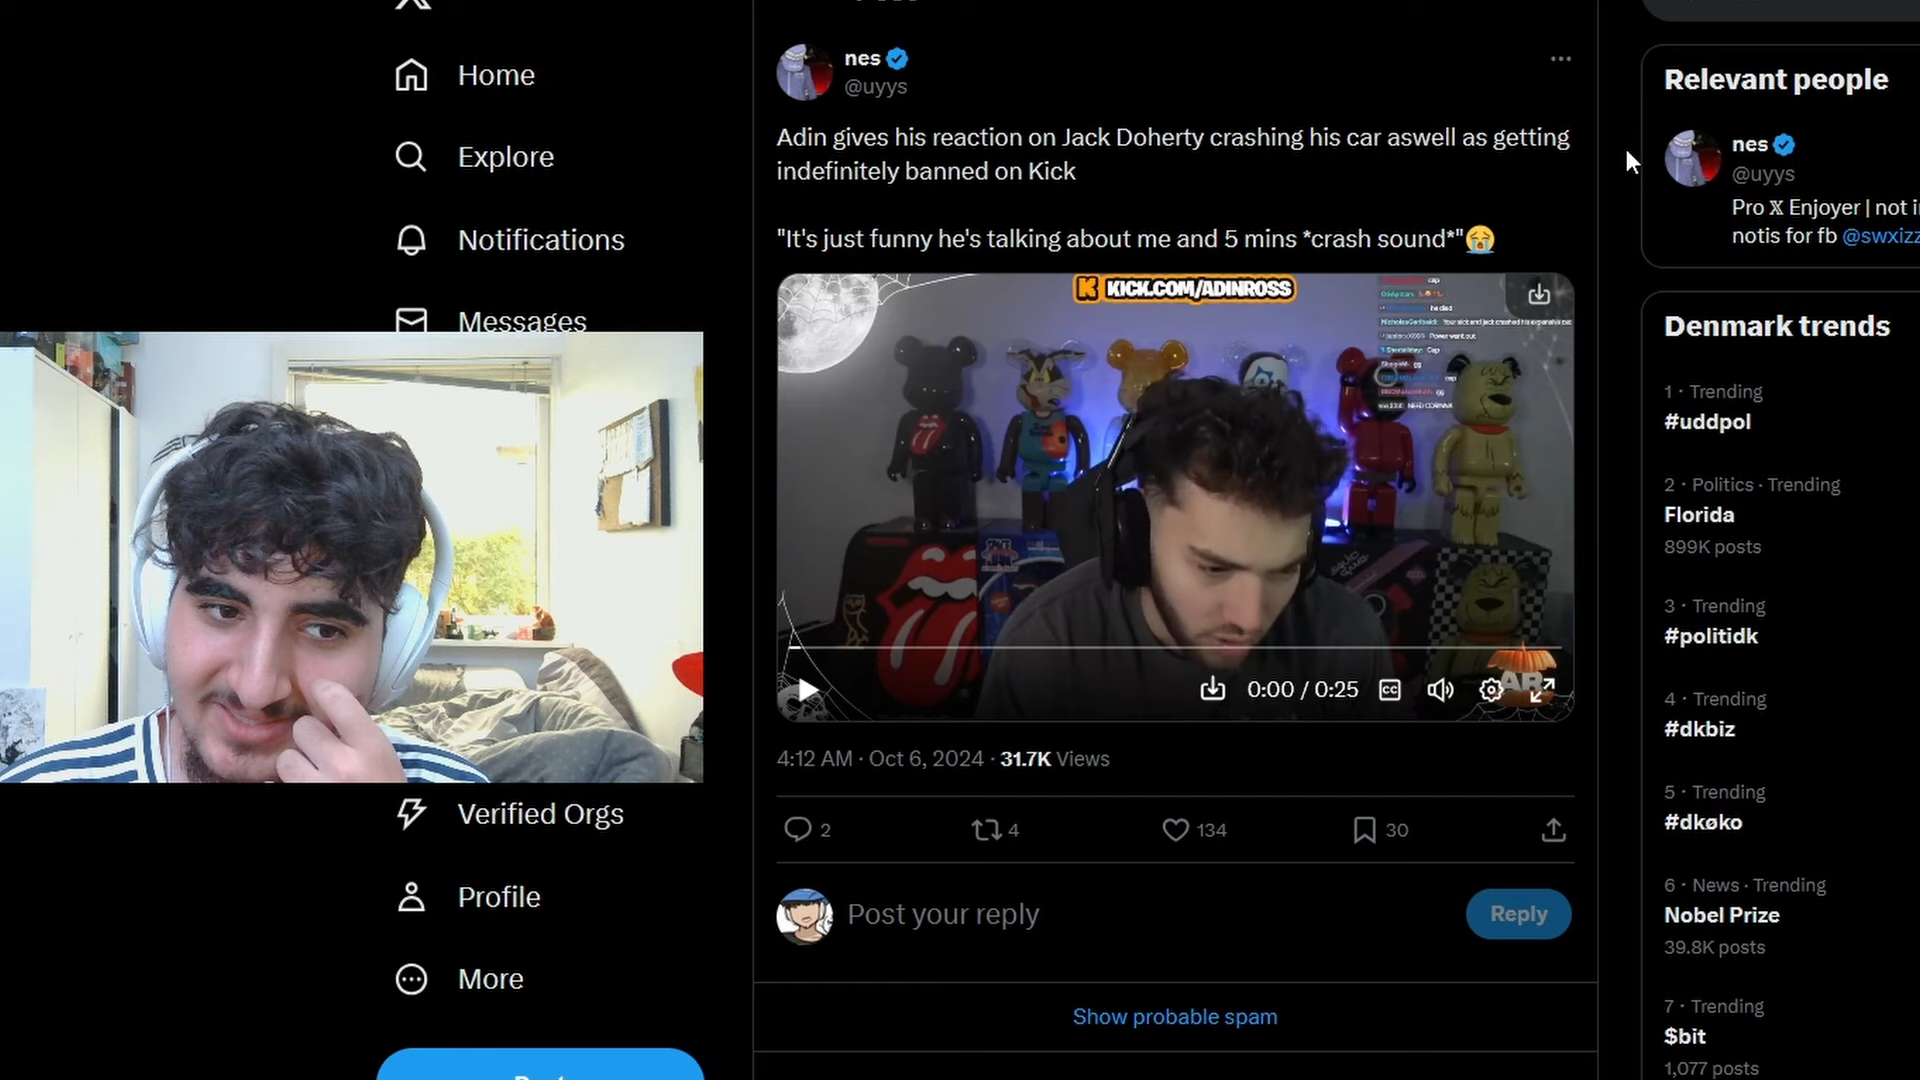 Home
Explore
Notifications
Messages
Verified Orgs
Profile
More
nes
@uyys
Adin gives his reaction on Jack Doherty crashing his car aswell as getting
indefinitely banned on Kick
"It's just funny he's talking about me and 5 mins *crash sound*"😭
KICK.COM/ADINROSS
0:00 / 0:25
CC
4:12 AM · Oct 6, 2024 · 31.7K Views
2
4
134
30
Post your reply
Reply
Show probable spam
Relevant people
nes
@uyys
Pro 𝕏 Enjoyer | not
notis for fb @swxizz
Denmark trends
1 · Trending
#uddpol
2 · Politics · Trending
Florida
899K posts
3 · Trending
#politidk
4 · Trending
#dkbiz
5 · Trending
#dkøko
6 · News · Trending
Nobel Prize
39.8K posts
7 · Trending
$bit
1,077 posts